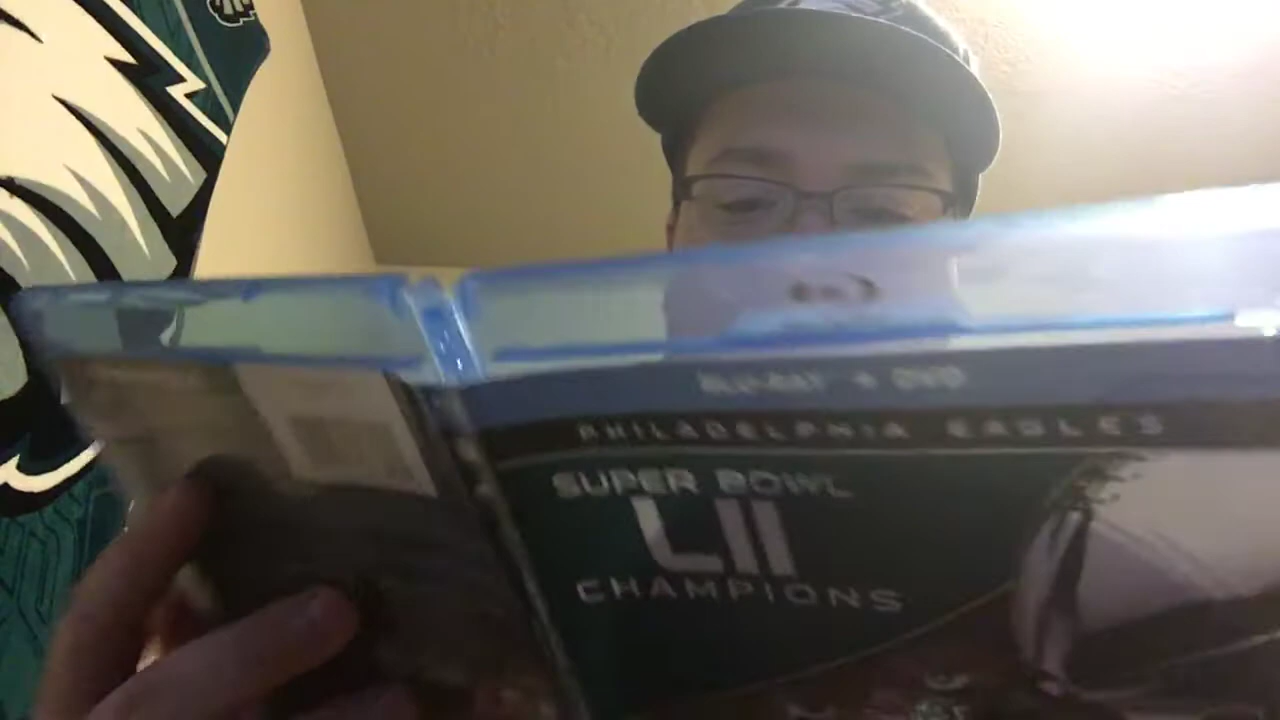 BLU-RAY + DVD
PHILADELPHIA EAGLES
SUPER BOWL
LII
CHAMPIONS